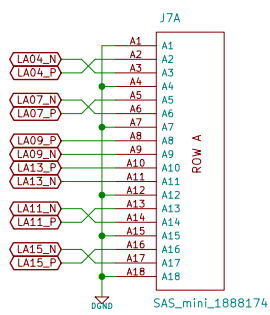 J7A
A1 A1
LA04_N A2 A2
LA04_P A3 A3
A4 A4
LA07_N A5 A5
LA07_P A6 A6
A7 A7
LA09_P A8 A8
LA09_N A9 A9
LA13_P A10 A10
LA13_N A11 A11
A12 A12
LA11_N A13 A13
LA11_P A14 A14
A15 A15
LA15_N A16 A16
LA15_P A17 A17
A18 A18
ROW A
DGND
SAS_mini_1888174